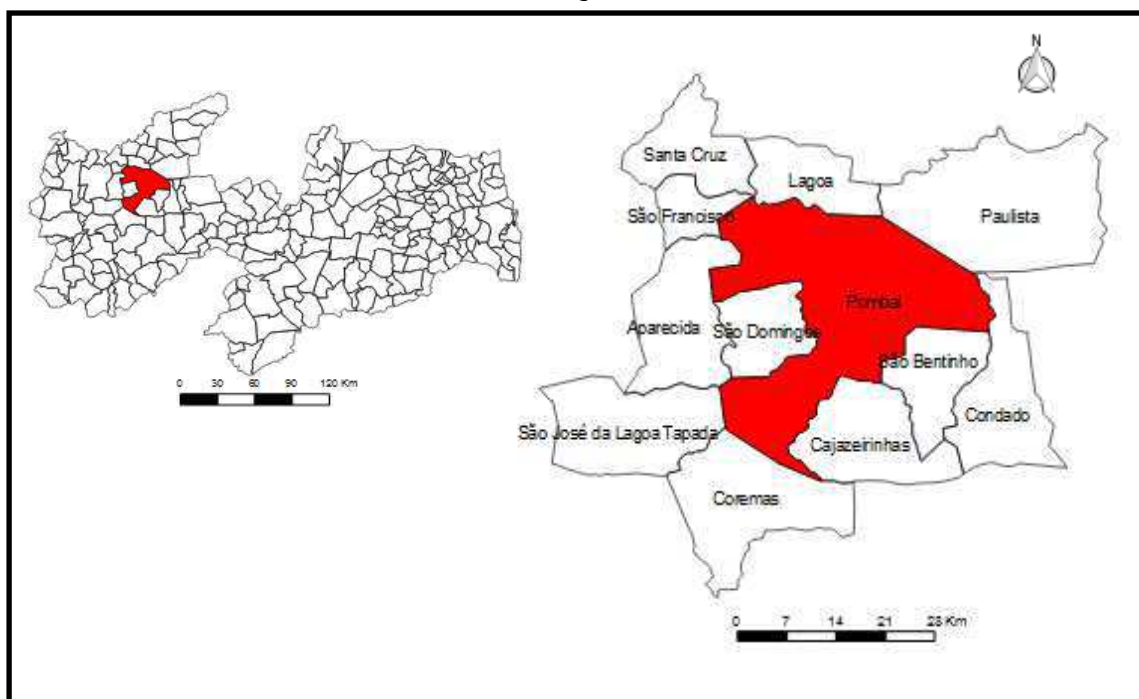 N
Santa Cruz
Lagoa
São Francisco
Paulista
Pombal
Aparecida
São Domingos
São Bentinho
Condado
São José da Lagoa Tapada
Cajazeirinhas
Coremas
0 30 60 90 120 Km
0 7 14 21 28 Km